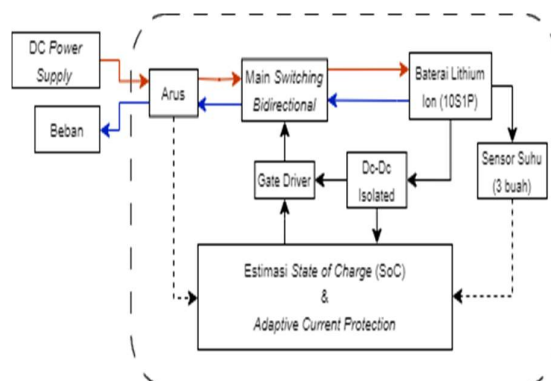 DC Power
Supply
Beban
Arus
Main Switching
Bidirectional
Baterai Lithium
Ion (10S1P)
Sensor Suhu
(3 buah)
Gate Driver
Dc-Dc
Isolated
Estimasi State of Charge (SoC)
&
Adaptive Current Protection